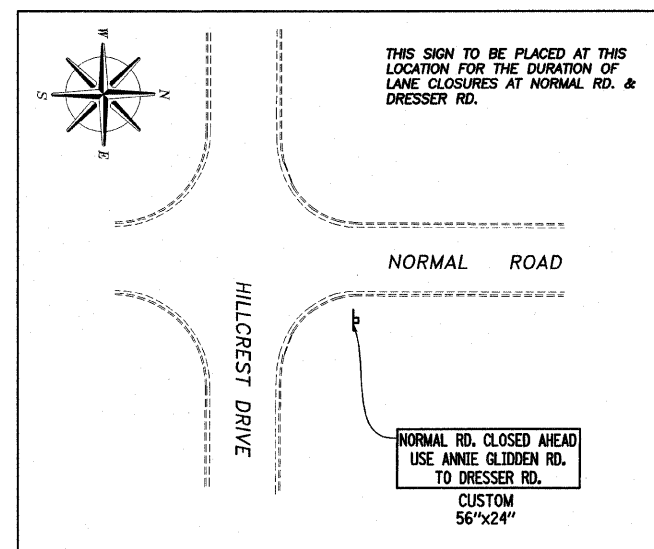 THIS SIGN TO BE PLACED AT THIS
LOCATION FOR THE DURATION OF
LANE CLOSURES AT NORMAL RD. &
DRESSER RD.
W
S
N
E
NORMAL ROAD
HILLCREST DRIVE
NORMAL RD. CLOSED AHEAD
USE ANNIE GLIDDEN RD.
TO DRESSER RD.
CUSTOM
56"x24"